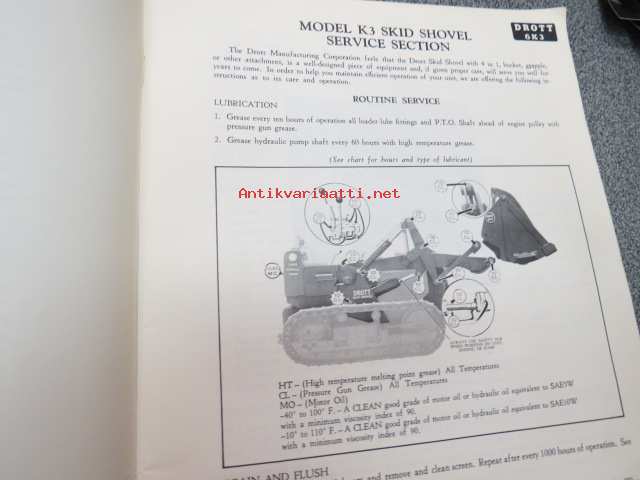 MODEL K3 SKID SHOVEL
SERVICE SECTION
DROTT
6K3
The Drott Manufacturing Corporation feels that the Drott Skid Shovel with 4 in 1, bucket, grapple,
or other attachment, is a well-designed piece of equipment and, if given proper care, will serve you well for
years to come. In order to help you maintain efficient operation of your unit, we are offering the following in-
structions as to its care and operation.
ROUTINE SERVICE
LUBRICATION
1. Grease every ten hours of operation all loader lube fittings and P.T.O. Shaft ahead of engine pulley with
pressure gun grease.
2. Grease hydraulic pump shaft every 60 hours with high temperature grease.
(See chart for hours and type of lubricant)
Antikvariaatti.net
DROTT
HT – (High temperature melting point grease) All Temperatures
CL – (Pressure Gun Grease) All Temperatures
MO – (Motor Oil)
-40° to 100° F. – A CLEAN good grade of motor oil or hydraulic oil equivalent to SAE5W
with a minimum viscosity index of 90.
-10° to 110° F. – A CLEAN good grade of motor oil or hydraulic oil equivalent to SAE10W
with a minimum viscosity index of 90.
AND FLUSH
and remove and clean screen. Repeat after every 1000 hours of operation. See